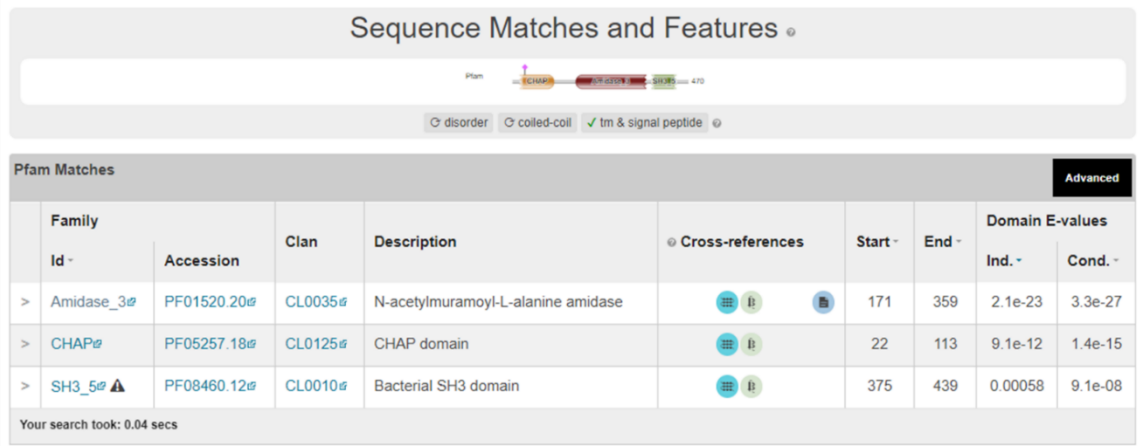 Sequence Matches and Features
Pfam CHAP SH3_5 470
disorder coiled-coil ✓ tm & signal peptide
Pfam Matches
Advanced
Family Domain E-values
Clan Description Cross-references Start End
Id Accession Ind. Cond.
> Amidase_3 PF01520.20 CL0035 N-acetylmuramoyl-L-alanine amidase 171 359 2.1e-23 3.3e-27
> CHAP PF05257.18 CL0125 CHAP domain 22 113 9.1e-12 1.4e-15
> SH3_5 PF08460.12 CL0010 Bacterial SH3 domain 375 439 0.00058 9.1e-08
Your search took: 0.04 secs